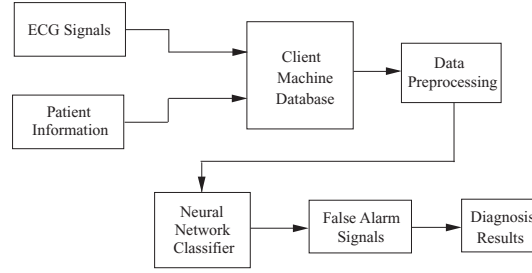 ECG Signals
Patient
Information
Client
Machine
Database
Data
Preprocessing
Neural
Network
Classifier
False Alarm
Signals
Diagnosis
Results